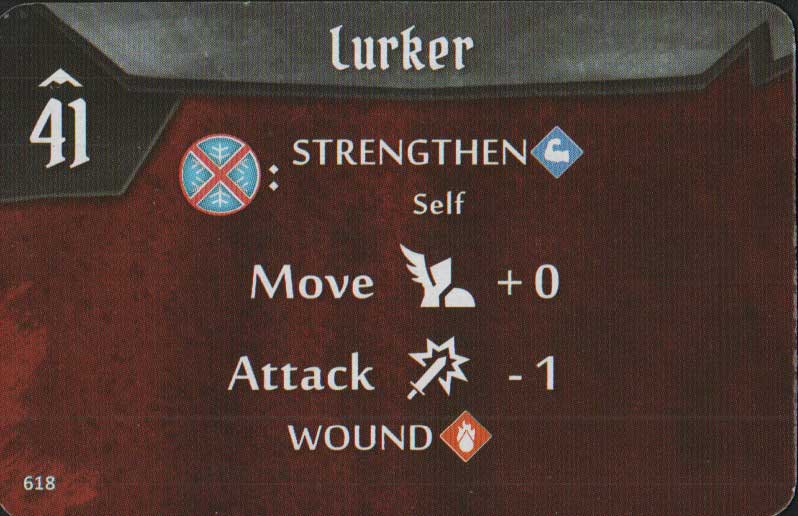 Lurker
41
: STRENGTHEN
Self
Move + 0
Attack - 1
WOUND
618